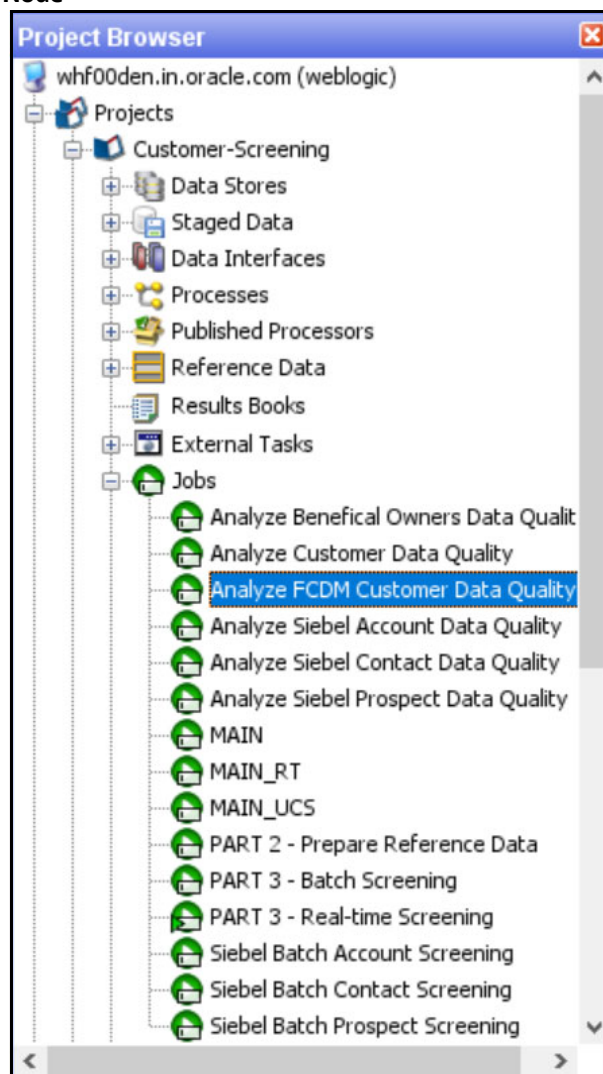 Project Browser
whf00den.in.oracle.com (weblogic)
Projects
Customer-Screening
Data Stores
Staged Data
Data Interfaces
Processes
Published Processors
Reference Data
Results Books
External Tasks
Jobs
Analyze Benefical Owners Data Qualit
Analyze Customer Data Quality
Analyze FCDM Customer Data Quality
Analyze Siebel Account Data Quality
Analyze Siebel Contact Data Quality
Analyze Siebel Prospect Data Quality
MAIN
MAIN_RT
MAIN_UCS
PART 2 - Prepare Reference Data
PART 3 - Batch Screening
PART 3 - Real-time Screening
Siebel Batch Account Screening
Siebel Batch Contact Screening
Siebel Batch Prospect Screening